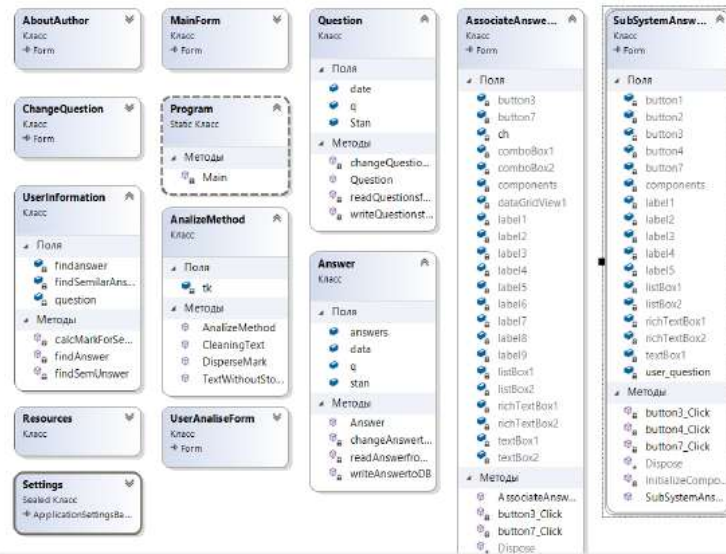 AboutAuthor
Класс
Form
ChangeQuestion
Класс
Form
UserInformation
Класс
Поля
findanswer
findSemilarAns...
question
Методы
calcMarkForSe...
findAnswer
findSemUnswer
Resources
Класс
Settings
Sealed Класс
ApplicationSettingsBa...
MainForm
Класс
Form
Program
Static Класс
Методы
Main
AnalizeMethod
Класс
Поля
tk
Методы
AnalizeMethod
CleaningText
DisperseMark
TextWithoutSto...
UserAnaliseForm
Класс
Form
Question
Класс
Поля
date
q
Stan
Методы
changeQuestio...
Question
readQuestionsf...
writeQuestionst...
Answer
Класс
Поля
answers
data
q
stan
Методы
Answer
changeAnswert...
readAnswerfro...
writeAnswertoDB
AssociateAnswe...
Класс
Form
Поля
button3
button7
ch
comboBox1
comboBox2
components
dataGridView1
label1
label2
label3
label4
label5
label6
label7
label8
label9
listBox1
listBox2
richTextBox1
richTextBox2
textBox1
textBox2
Методы
AssociateAnsw...
button3_Click
button7_Click
Dispose
SubSystemAnsw...
Класс
Form
Поля
button1
button2
button3
button4
button7
components
label1
label2
label3
label4
label5
listBox1
listBox2
richTextBox1
richTextBox2
textBox1
user_question
Методы
button3_Click
button4_Click
button7_Click
Dispose
InitializeCompo...
SubSystemAns...